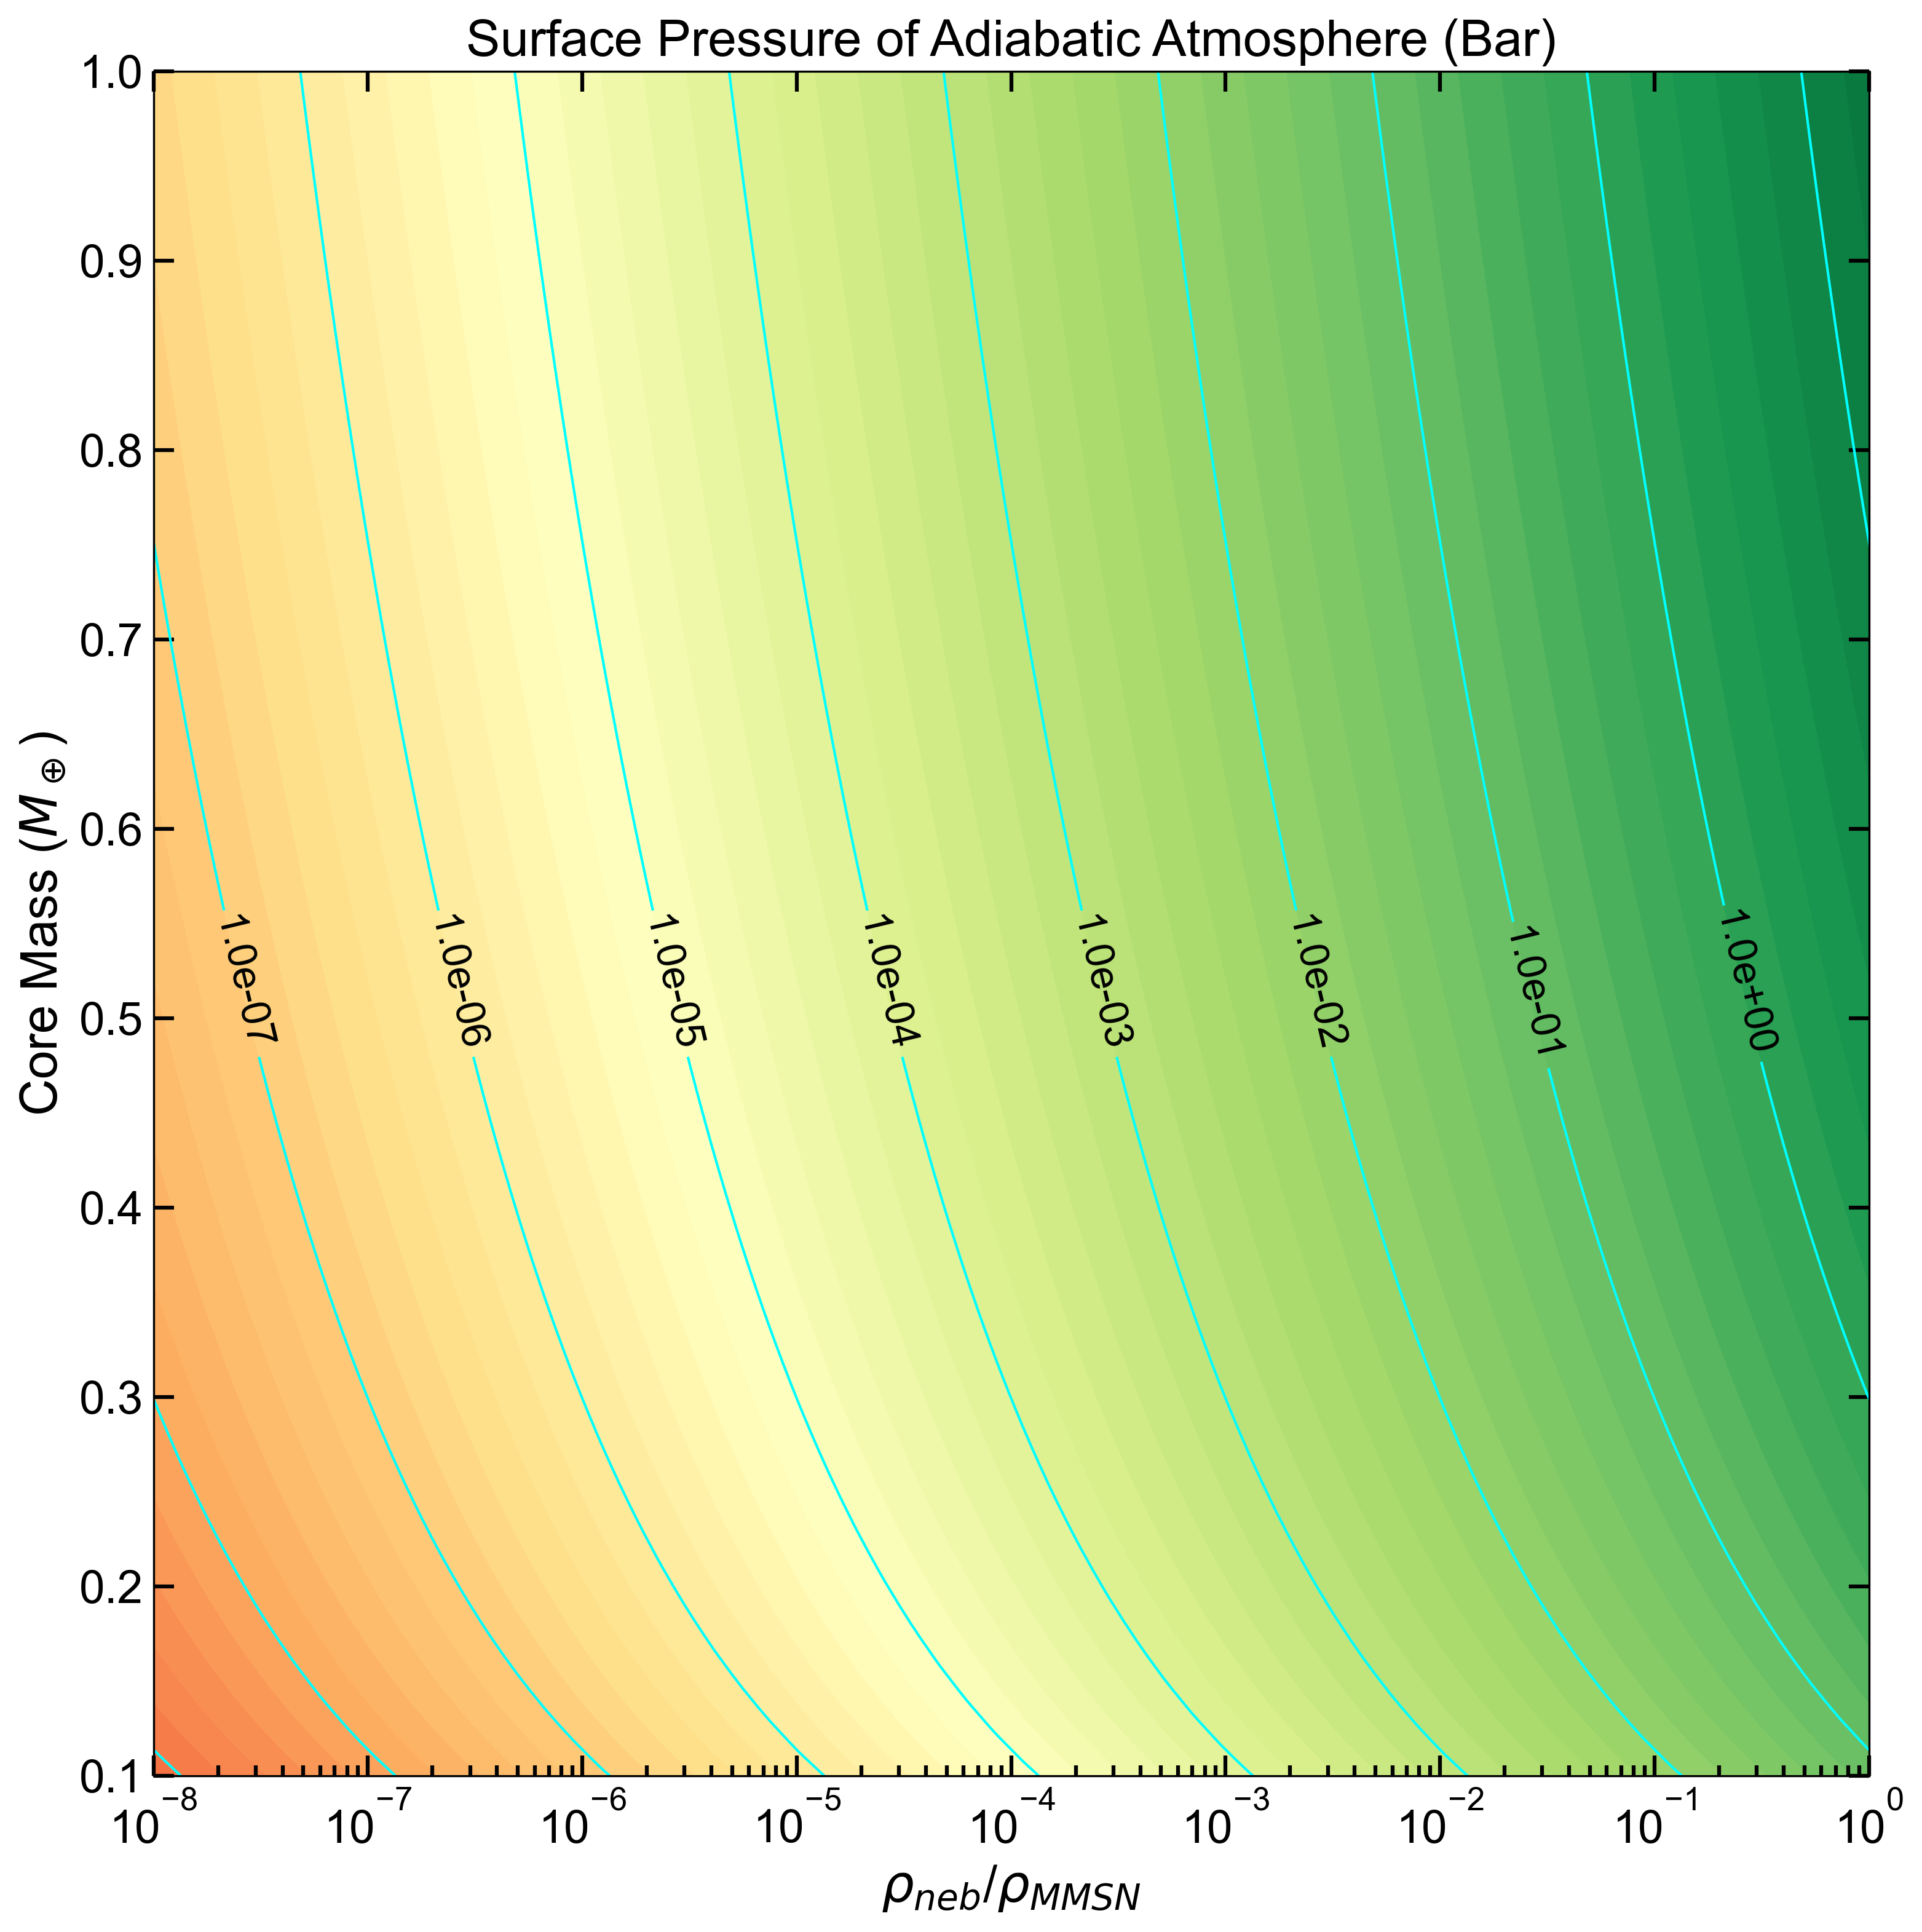 Surface Pressure of Adiabatic Atmosphere (Bar)
Core Mass (M⊕)
1.0
0.9
0.8
0.7
0.6
0.5
0.4
0.3
0.2
0.1
1.0e-07
1.0e-06
1.0e-05
1.0e-04
1.0e-03
1.0e-02
1.0e-01
1.0e+00
10⁻⁸ 10⁻⁷ 10⁻⁶ 10⁻⁵ 10⁻⁴ 10⁻³ 10⁻² 10⁻¹ 10⁰
ρneb/ρMMSN